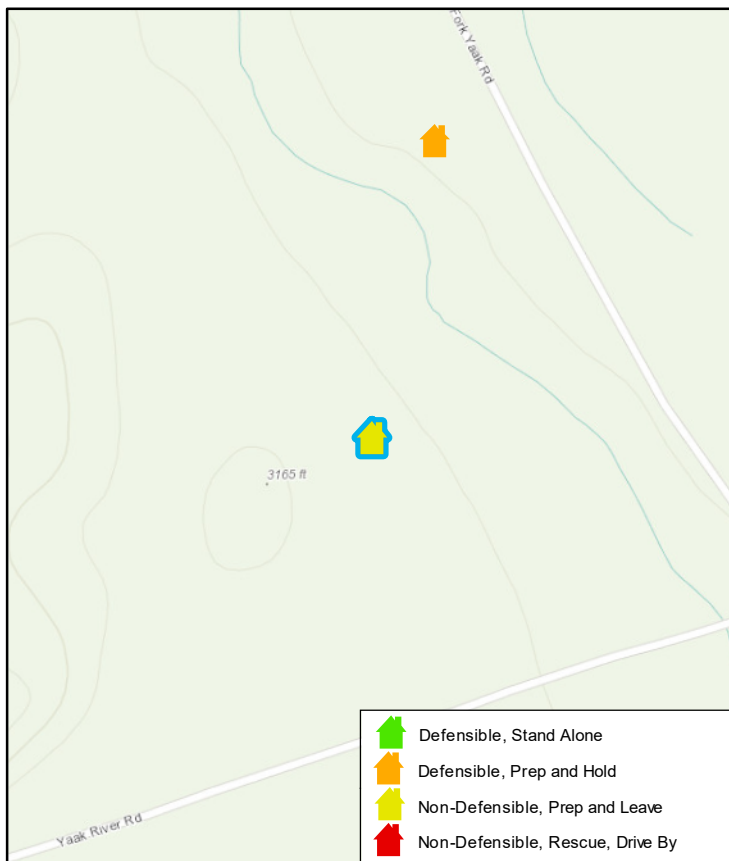 Fork Yaak Rd
3165 ft
Yaak River Rd
Defensible, Stand Alone
Defensible, Prep and Hold
Non-Defensible, Prep and Leave
Non-Defensible, Rescue, Drive By